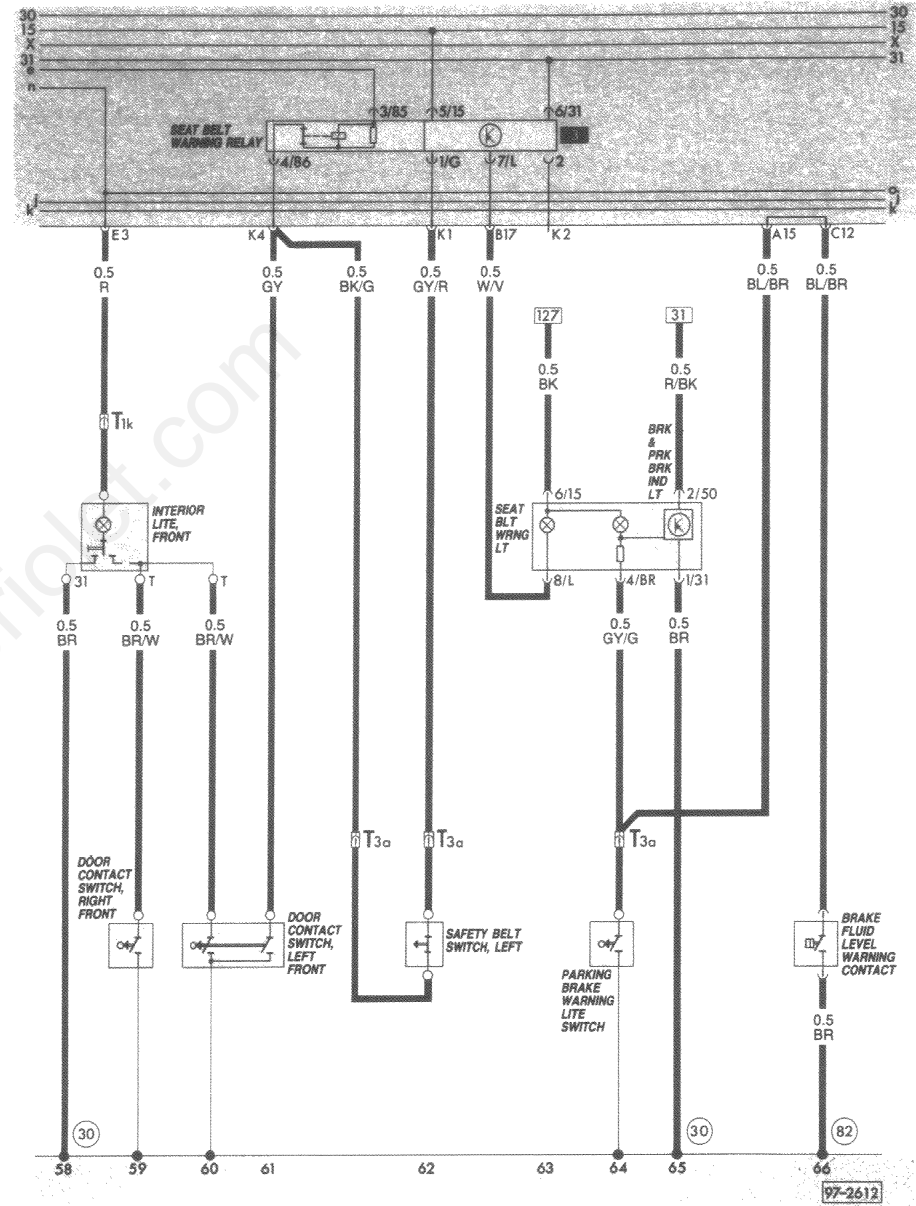 30 30
15 15
X X
31 31
e
n
3/85 5/15 6/31
SEAT BELT
WARNING RELAY
4/86 1/G 7/L 2
o
j j
k k
E3 K4 K1 B17 K2 A15 C12
0.5 0.5 0.5 0.5 0.5 0.5 0.5
R GY BK/G GY/R W/V BL/BR BL/BR
127 31
0.5 0.5
BK R/BK
T1k
BRK
&
PRK
BRK
IND
LT
6/15 2/50
INTERIOR
LITE,
FRONT
SEAT
BLT
WRNG
LT
31 T T 8/L 4/BR 1/31
0.5 0.5 0.5 0.5 0.5
BR BR/W BR/W GY/G BR
T3a T3a T3a
DOOR
CONTACT
SWITCH,
RIGHT
FRONT
DOOR
CONTACT
SWITCH,
LEFT
FRONT
SAFETY BELT
SWITCH, LEFT
PARKING
BRAKE
WARNING
LITE
SWITCH
BRAKE
FLUID
LEVEL
WARNING
CONTACT
0.5
BR
30 30 82
58 59 60 61 62 63 64 65 66
97-2612